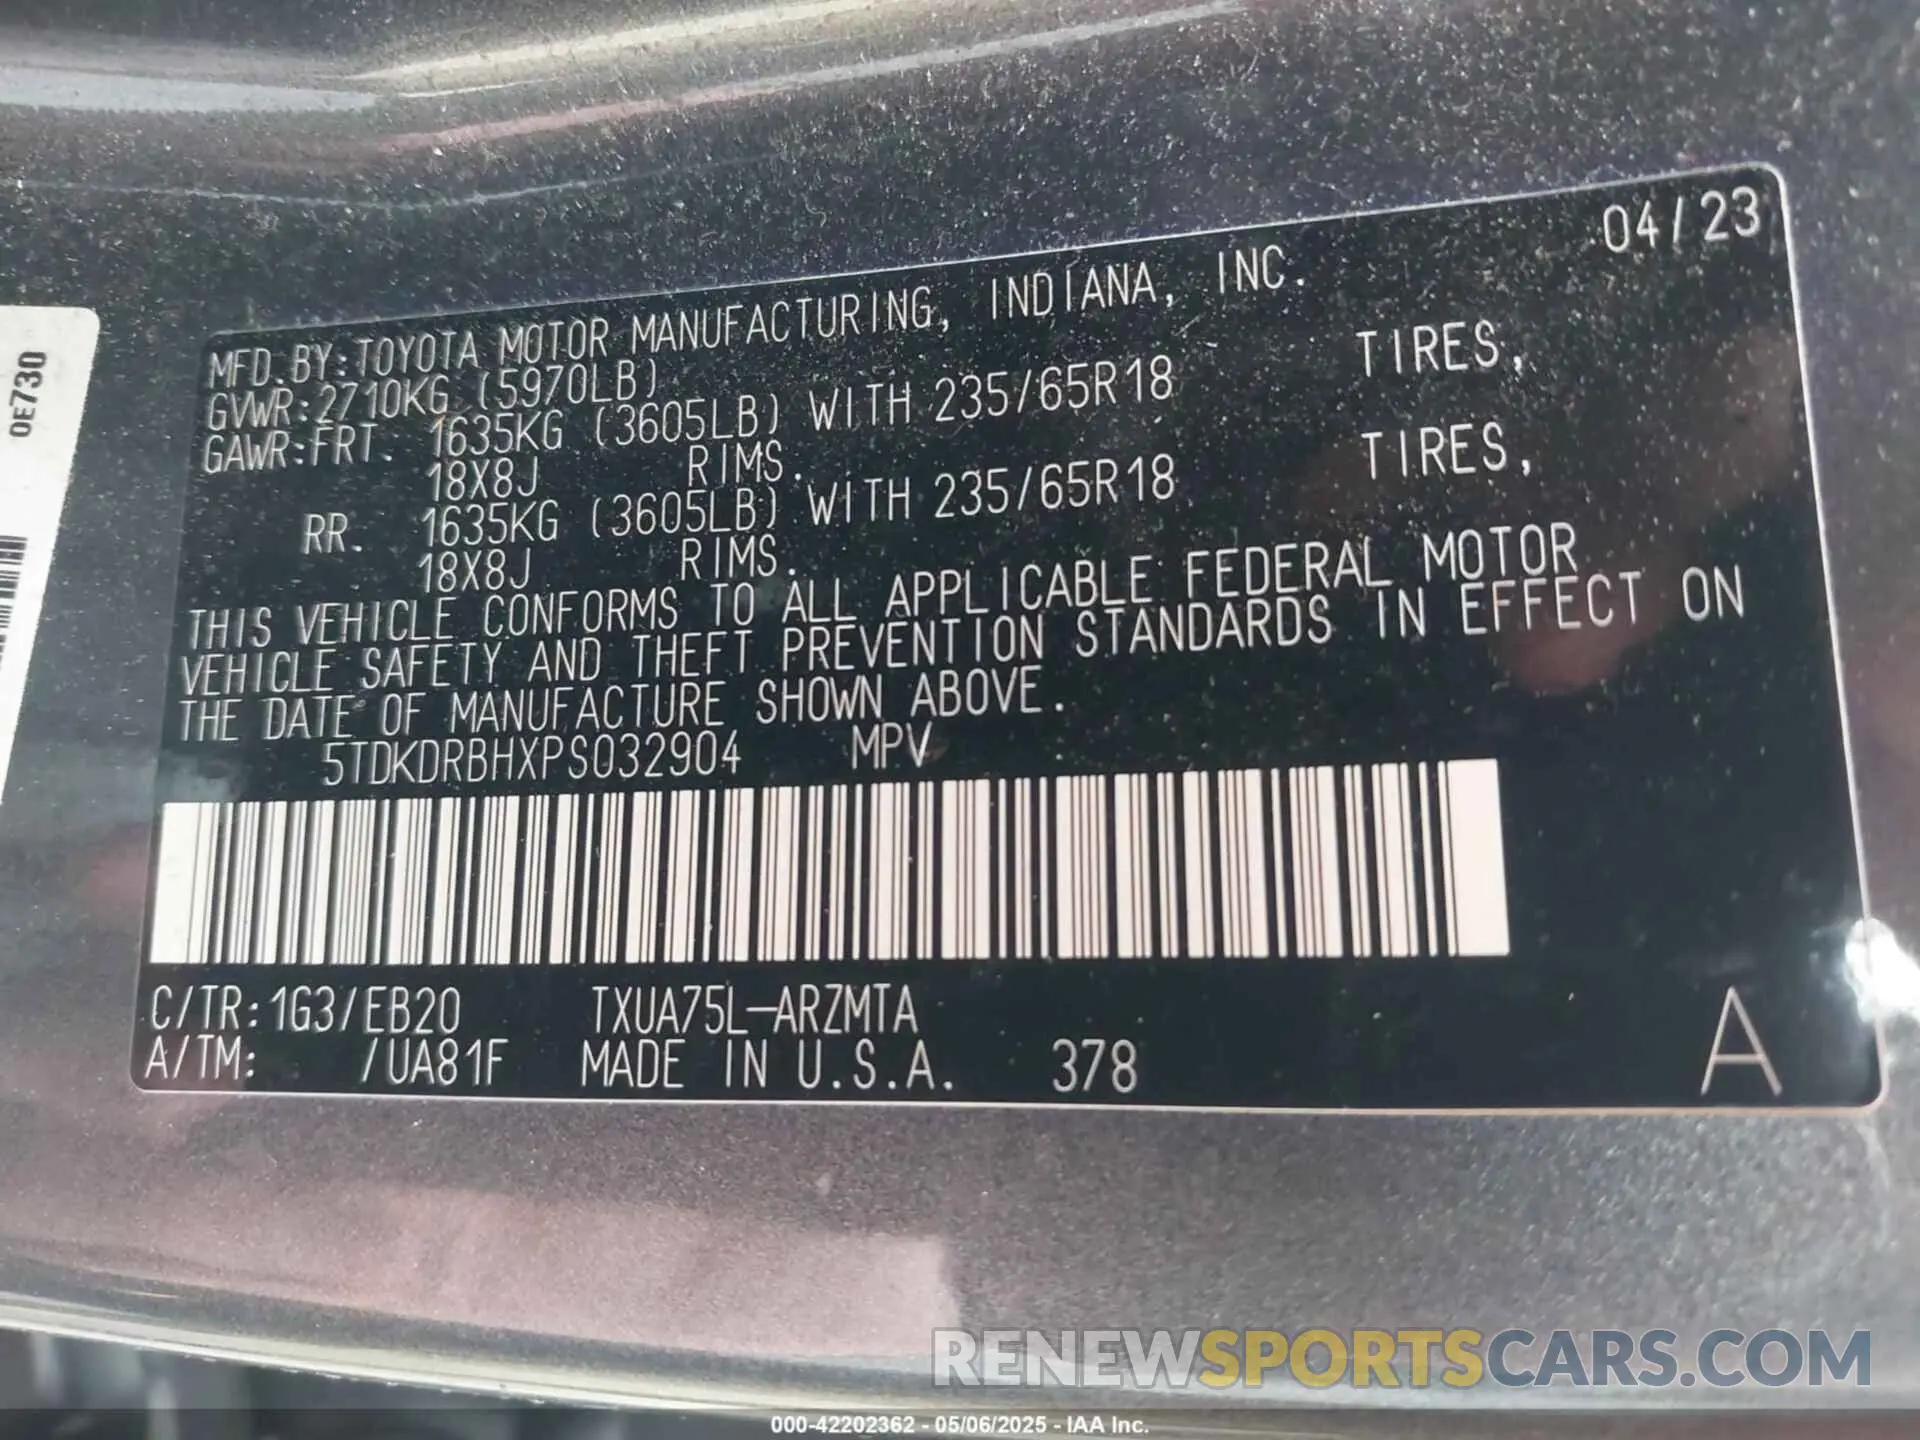 04/23
MFD. BY:TOYOTA MOTOR MANUFACTURING, INDIANA, INC.
GVWR:2710KG (5970LB)
GAWR:FRT. 1635KG (3605LB) WITH 235/65R18 TIRES,
18X8J RIMS.
RR. 1635KG (3605LB) WITH 235/65R18 TIRES,
18X8J RIMS.
THIS VEHICLE CONFORMS TO ALL APPLICABLE FEDERAL MOTOR
VEHICLE SAFETY AND THEFT PREVENTION STANDARDS IN EFFECT ON
THE DATE OF MANUFACTURE SHOWN ABOVE.
5TDKDRBHXPS032904 MPV
C/TR:1G3/EB20 TXUA75L-ARZMTA
A/TM: /UA81F MADE IN U.S.A. 378 A
0E730
RENEWSPORTSCARS.COM
000-42202362 - 05/06/2025 - IAA Inc.